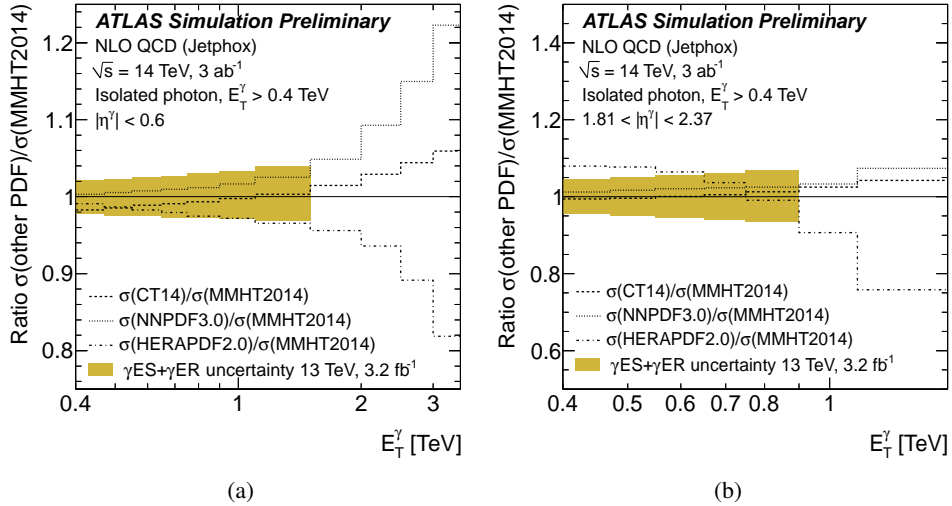 ATLAS Simulation Preliminary
NLO QCD (Jetphox)
√s = 14 TeV, 3 ab⁻¹
Isolated photon, E_T^γ > 0.4 TeV
|η^γ| < 0.6
Ratio σ(other PDF)/σ(MMHT2014)
1.2
1.1
1
0.9
0.8
σ(CT14)/σ(MMHT2014)
σ(NNPDF3.0)/σ(MMHT2014)
σ(HERAPDF2.0)/σ(MMHT2014)
γES+γER uncertainty 13 TeV, 3.2 fb⁻¹
0.4 1 2 3
E_T^γ [TeV]
(a)
ATLAS Simulation Preliminary
NLO QCD (Jetphox)
√s = 14 TeV, 3 ab⁻¹
Isolated photon, E_T^γ > 0.4 TeV
1.81 < |η^γ| < 2.37
Ratio σ(other PDF)/σ(MMHT2014)
1.4
1.2
1
0.8
0.6
σ(CT14)/σ(MMHT2014)
σ(NNPDF3.0)/σ(MMHT2014)
σ(HERAPDF2.0)/σ(MMHT2014)
γES+γER uncertainty 13 TeV, 3.2 fb⁻¹
0.4 0.5 0.6 0.7 0.8 1
E_T^γ [TeV]
(b)